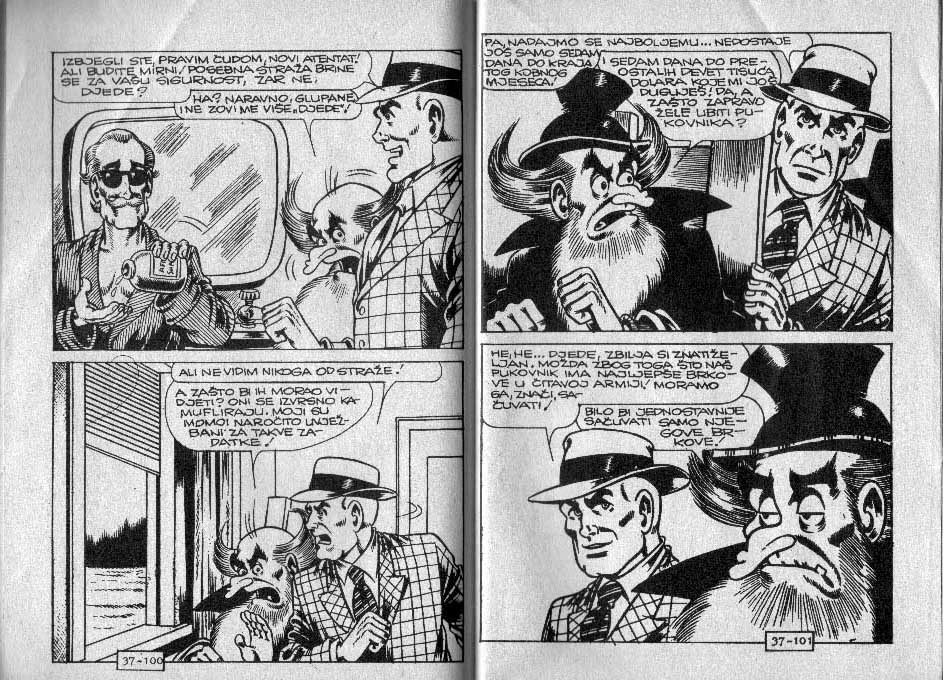 IZBJEGLI STE, PRAVIM ČUDOM, NOVI ATENTAT!
ALI BUDITE MIRNI! POSEBNA STRAŽA BRINE
SE ZA VAŠU SIGURNOST, ZAR NE,
DJEDE?
HA? NARAVNO, GLUPANE,
I NE ZOVI ME VIŠE „DJEDE"!
ALI NE VIDIM NIKOGA OD STRAŽE!
A ZAŠTO BI IH MORAO VI-
DJETI? ONI SE IZVRSNO KA-
MUFLIRAJU. MOJI SU
MOMCI NAROČITO UVJEŽ-
BANI ZA TAKVE ZA-
DATKE!
37-100
PA, NADAJMO SE NAJBOLJEMU... NEDOSTAJE
JOŠ SAMO SEDAM
DANA DO KRAJA
TOG KOBNOG
MJESECA!
I SEDAM DANA DO PRE-
OSTALIH DEVET TISUĆA
DOLARA KOJE MI JOŠ
DUGUJEŠ! DA, A
ZAŠTO ZAPRAVO
ŽELE UBITI PU-
KOVNIKA?
HE, HE... DJEDE, ZBILJA SI ZNATIŽE-
LJAN. MOŽDA ZBOG TOGA ŠTO NAŠ
PUKOVNIK IMA NAJLJEPŠE BRKO-
VE U ČITAVOJ ARMIJI! MORAMO
GA, ZNAČI, SA-
ČUVATI!
BILO BI JEDNOSTAVNIJE
SAČUVATI SAMO NJE-
GOVE BR-
KOVE!
37-101